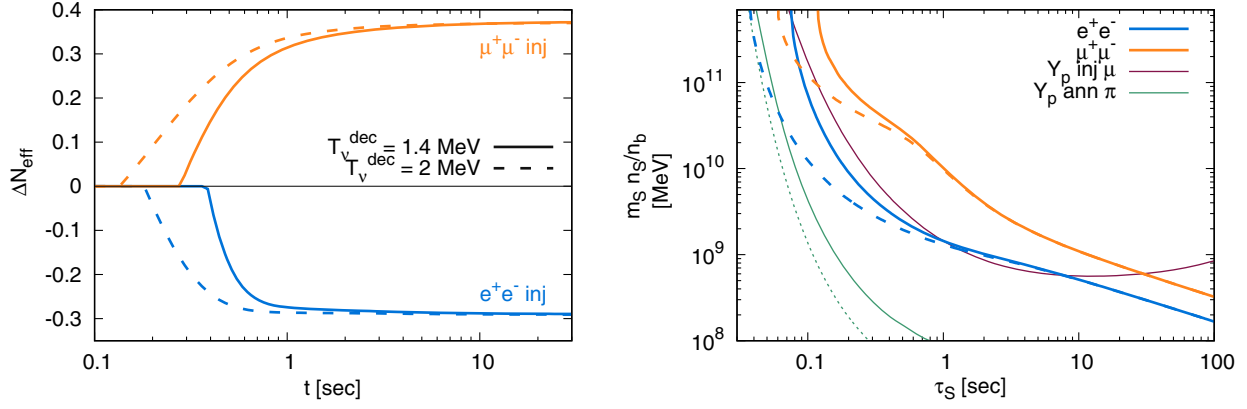 0.4
0.3
0.2
0.1
0
-0.1
-0.2
-0.3
0.1
1
10
ΔN_eff
t [sec]
μ⁺μ⁻ inj
T_ν^dec = 1.4 MeV
T_ν^dec = 2 MeV
e⁺e⁻ inj
10¹¹
10¹⁰
10⁹
10⁸
0.1
1
10
100
m_S n_S/n_b
[MeV]
τ_S [sec]
e⁺e⁻
μ⁺μ⁻
Y_p inj μ
Y_p ann π